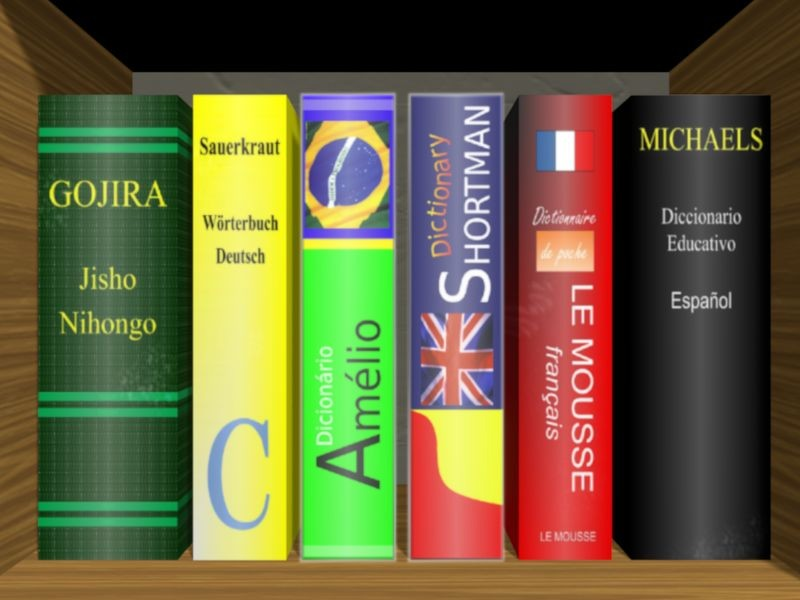 GOJIRA
Jisho
Nihongo
Sauerkraut
Wörterbuch
Deutsch
C
Dicionário
Amélio
Dictionary
SHORTMAN
Dictionnaire
de poche
LE MOUSSE
français
LE MOUSSE
MICHAELS
Diccionario
Educativo
Español